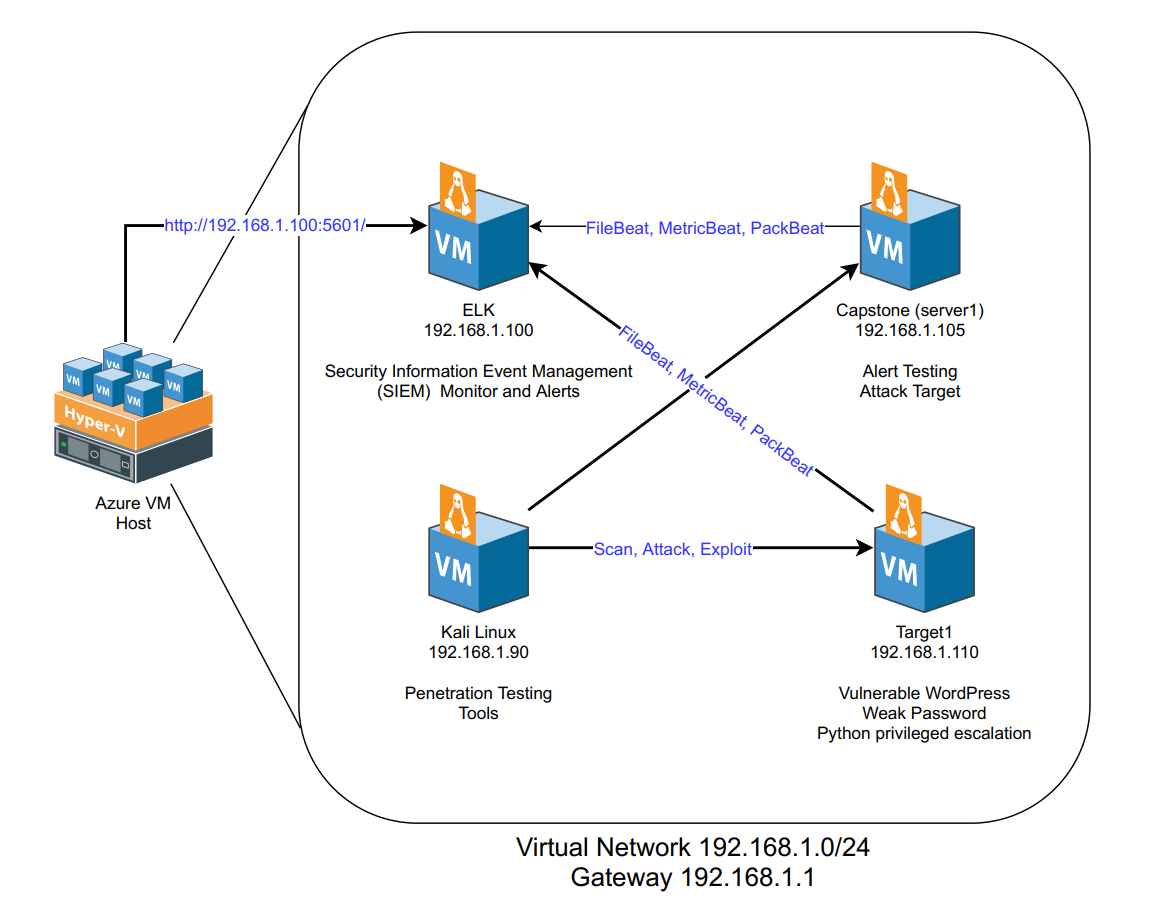 http://192.168.1.100:5601/
VM
FileBeat, MetricBeat, PackBeat
VM
ELK
192.168.1.100
Security Information Event Management
(SIEM)  Monitor and Alerts
Capstone (server1)
192.168.1.105
Alert Testing
Attack Target
FileBeat, MetricBeat, PackBeat
VM
VM
VM
VM
VM
VM
Hyper-V
Azure VM
Host
VM
Scan, Attack, Exploit
VM
Kali Linux
192.168.1.90
Penetration Testing
Tools
Target1
192.168.1.110
Vulnerable WordPress
Weak Password
Python privileged escalation
Virtual Network 192.168.1.0/24
Gateway 192.168.1.1